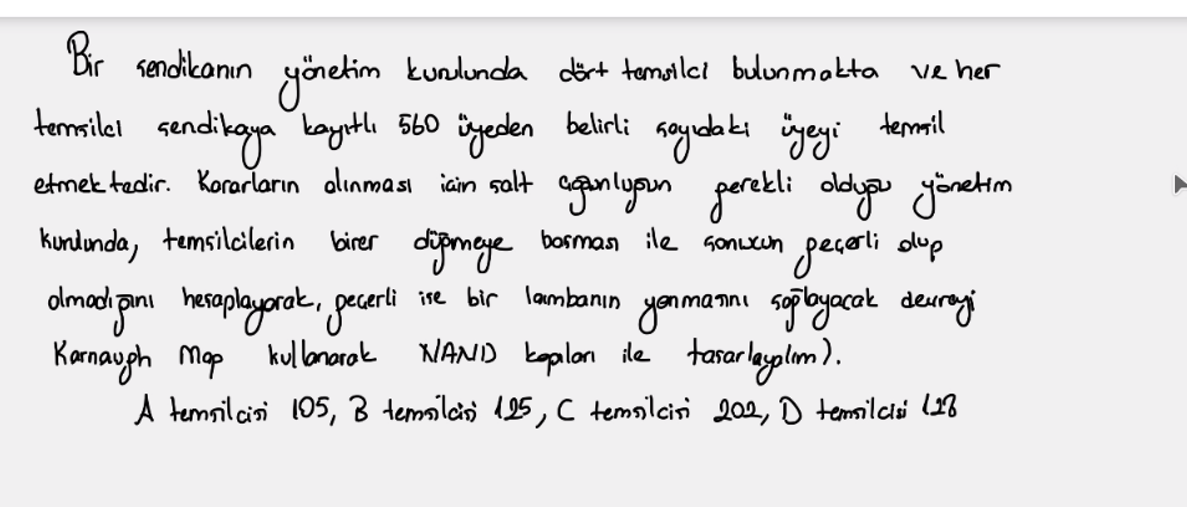 Bir sendikanın yönetim kurulunda dört temsilci bulunmakta ve her
temsilci sendikaya kayıtlı 560 üyeden belirli sayıdaki üyeyi temsil
etmektedir. Kararların alınması için salt çoğunluğun gerekli olduğu yönetim
kurulunda, temsilcilerin birer düğmeye basması ile sonucun geçerli olup
olmadığını hesaplayarak, geçerli ise bir lambanın yanmasını sağlayacak devreyi
Karnaugh Map kullanarak NAND kapıları ile tasarlayalım).
A temsilcisi 105, B temsilcisi 125, C temsilcisi 202, D temsilcisi 128